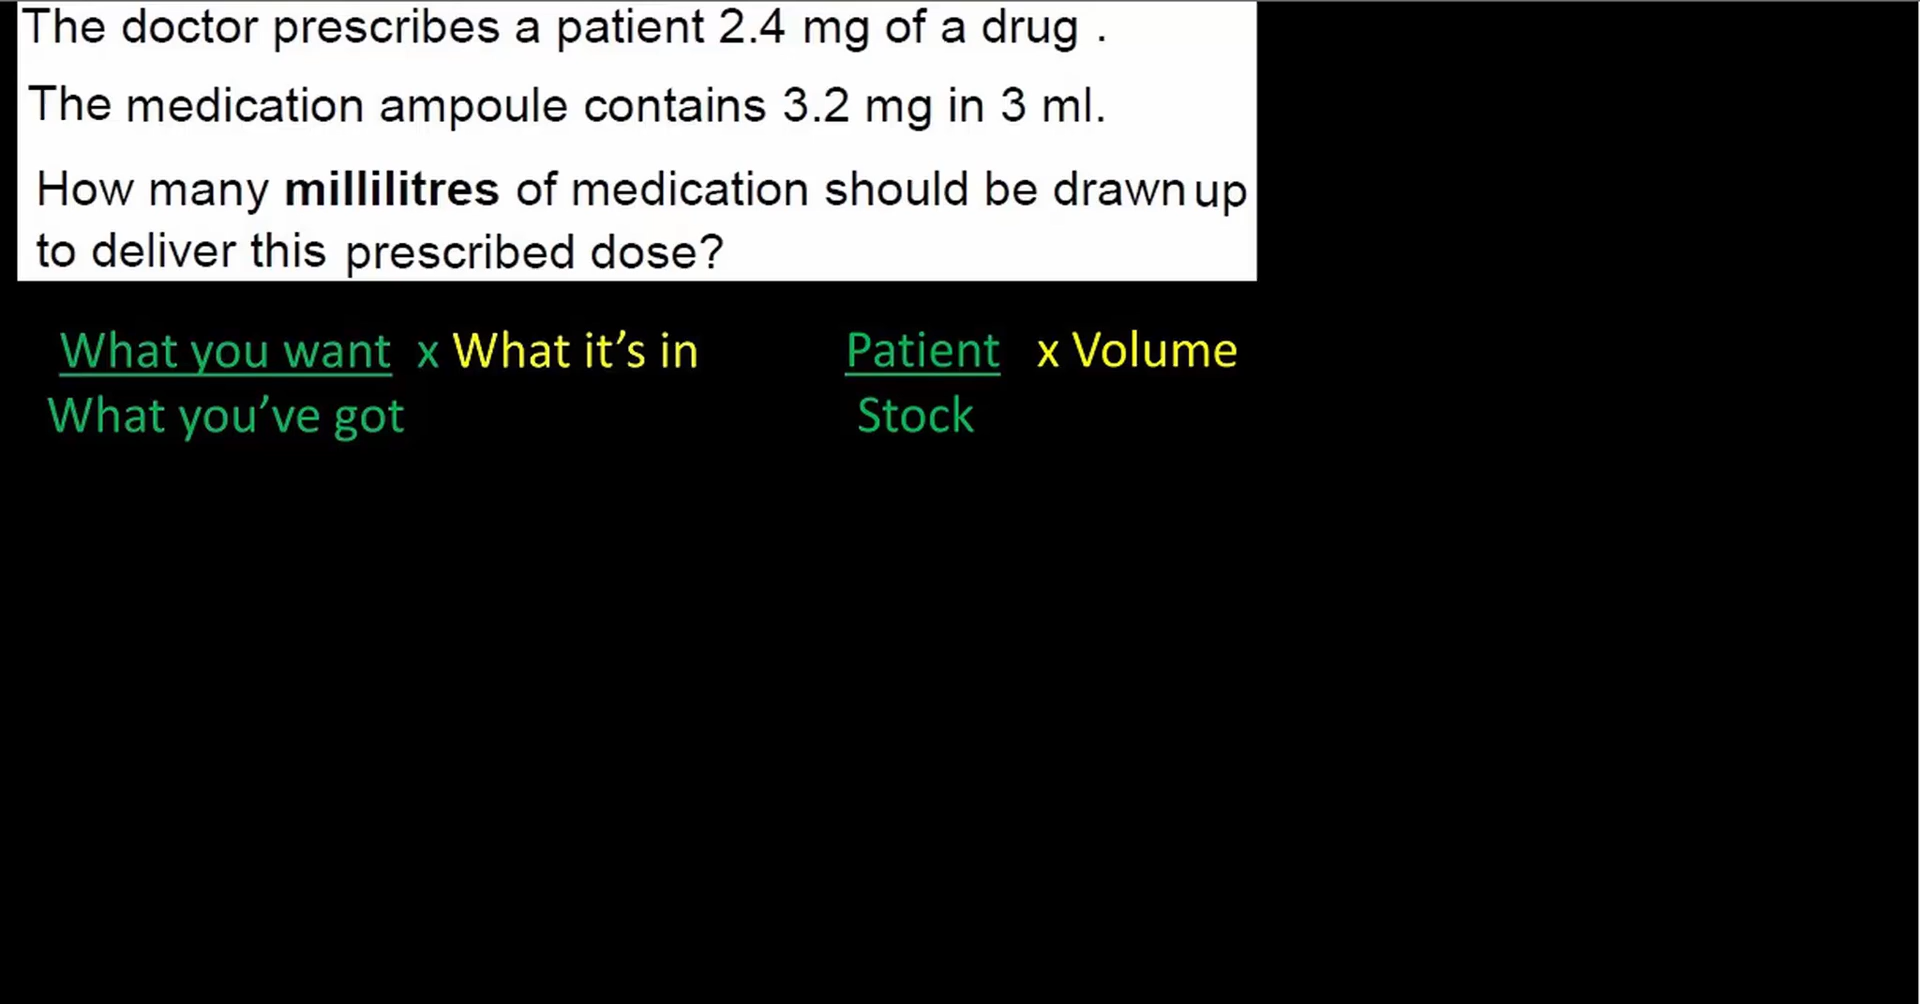 The doctor prescribes a patient 2.4 mg of a drug .
The medication ampoule contains 3.2 mg in 3 ml.
How many millilitres of medication should be drawn up
to deliver this prescribed dose?
What you want x What it’s in
What you’ve got
Patient x Volume
Stock